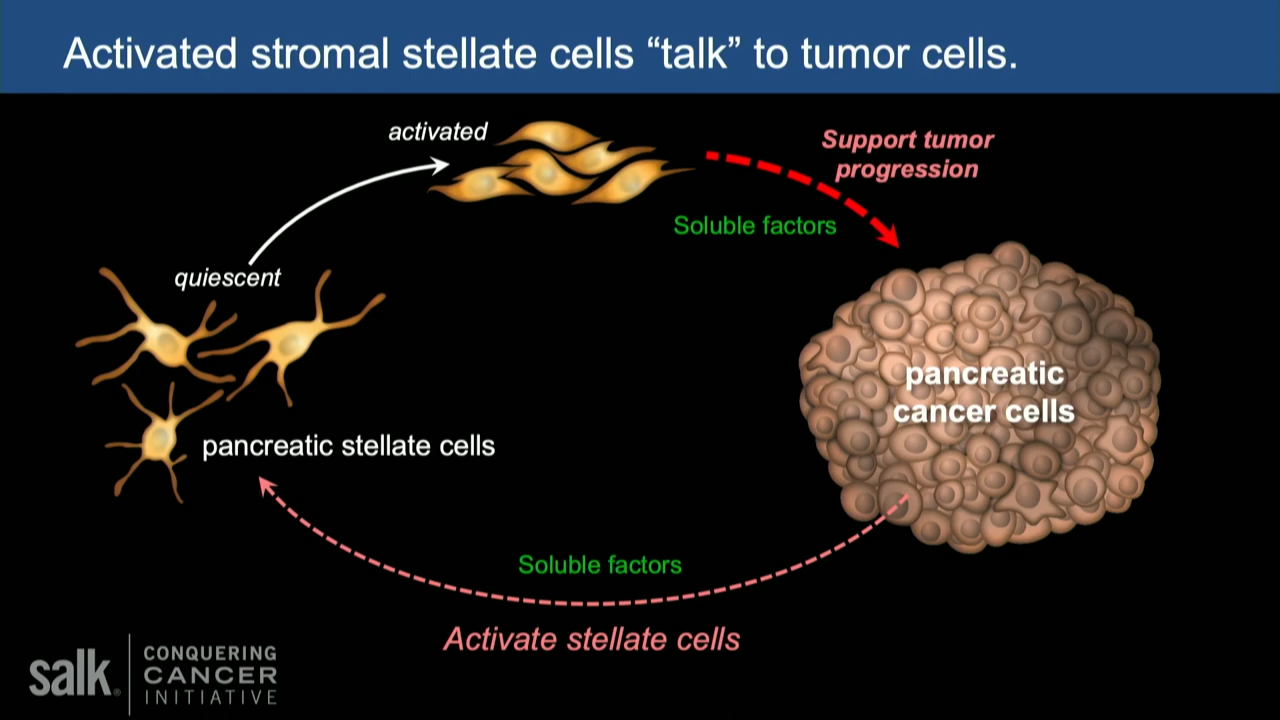 Activated stromal stellate cells “talk” to tumor cells.
activated
Support tumor
progression
Soluble factors
quiescent
pancreatic
cancer cells
pancreatic stellate cells
Soluble factors
Activate stellate cells
salk®
CONQUERING
CANCER
INITIATIVE